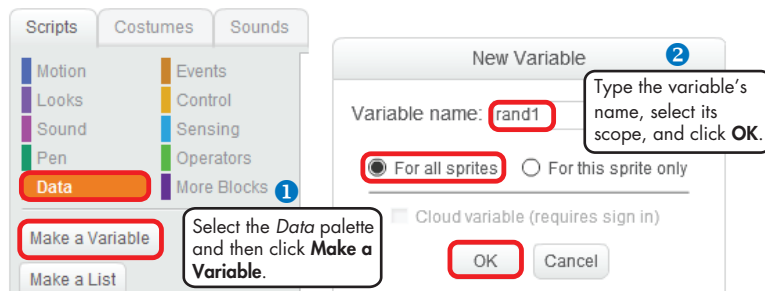 Scripts Costumes Sounds
Motion Events
Looks Control
Sound Sensing
Pen Operators
Data More Blocks
1
Make a Variable
Select the Data palette
and then click Make a
Variable.
Make a List
New Variable
2
Variable name: rand1
Type the variable's
name, select its
scope, and click OK.
For all sprites For this sprite only
Cloud variable (requires sign in)
OK Cancel